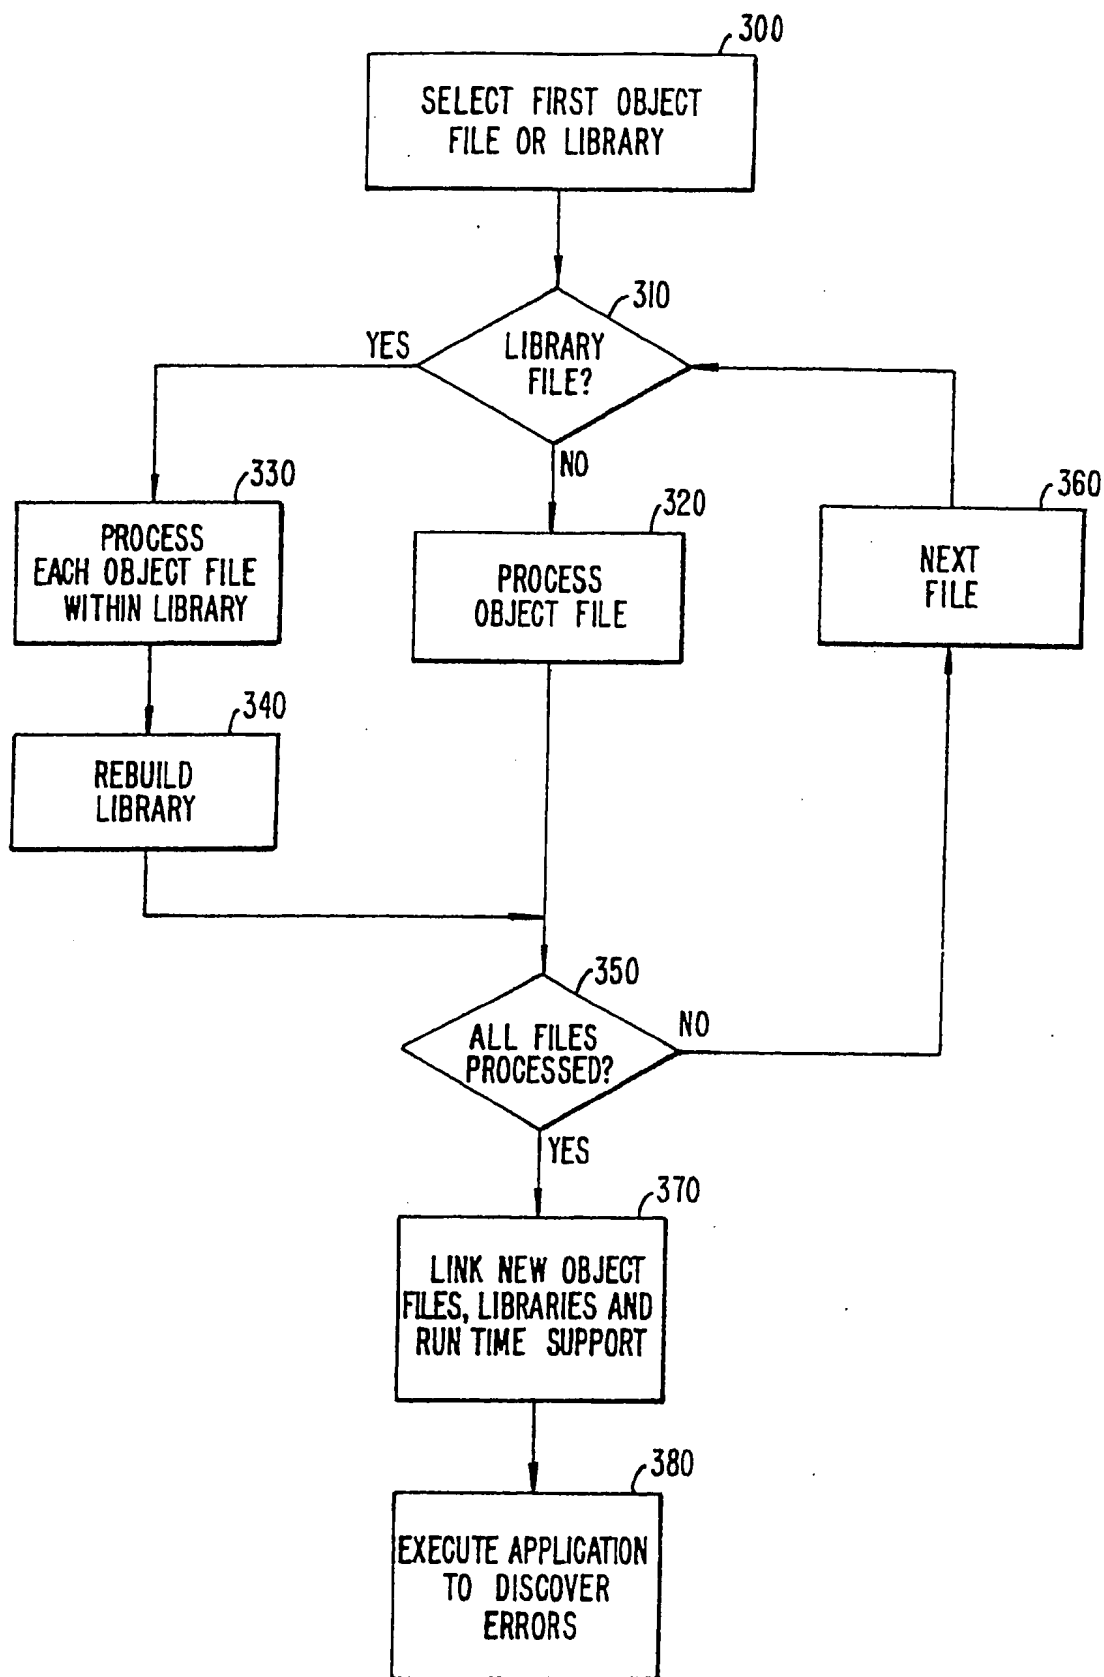 300
SELECT FIRST OBJECT
FILE OR LIBRARY
310
YES
LIBRARY
FILE?
NO
330
PROCESS
EACH OBJECT FILE
WITHIN LIBRARY
320
PROCESS
OBJECT FILE
360
NEXT
FILE
340
REBUILD
LIBRARY
350
ALL FILES
PROCESSED?
NO
YES
370
LINK NEW OBJECT
FILES, LIBRARIES AND
RUN TIME SUPPORT
380
EXECUTE APPLICATION
TO DISCOVER
ERRORS